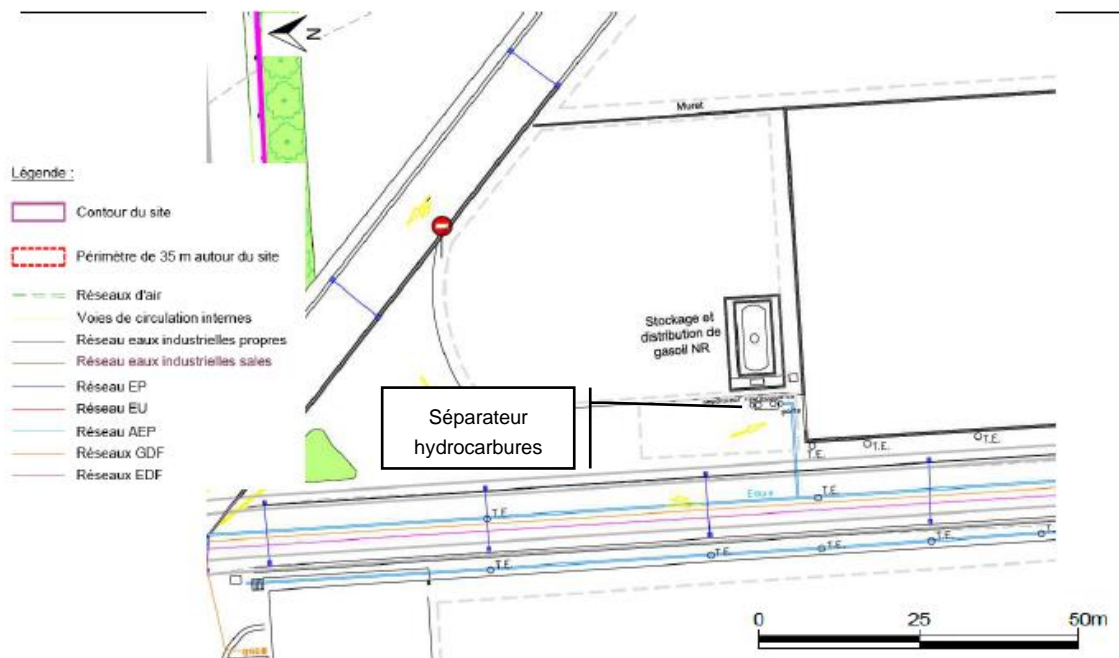 N
Muret
Légende :
Contour du site
Périmètre de 35 m autour du site
Réseaux d'air
Voies de circulation internes
Réseau eaux industrielles propres
Réseau eaux industrielles sales
Réseau EP
Réseau EU
Réseau AEP
Réseaux GDF
Réseaux EDF
Stockage et
distribution de
gasoil NR
Séparateur
hydrocarbures
T.E.
T.E.
T.E.
Eaux
T.E.
T.E.
T.E.
T.E.
T.E.
T.E.
T.
0
25
50m